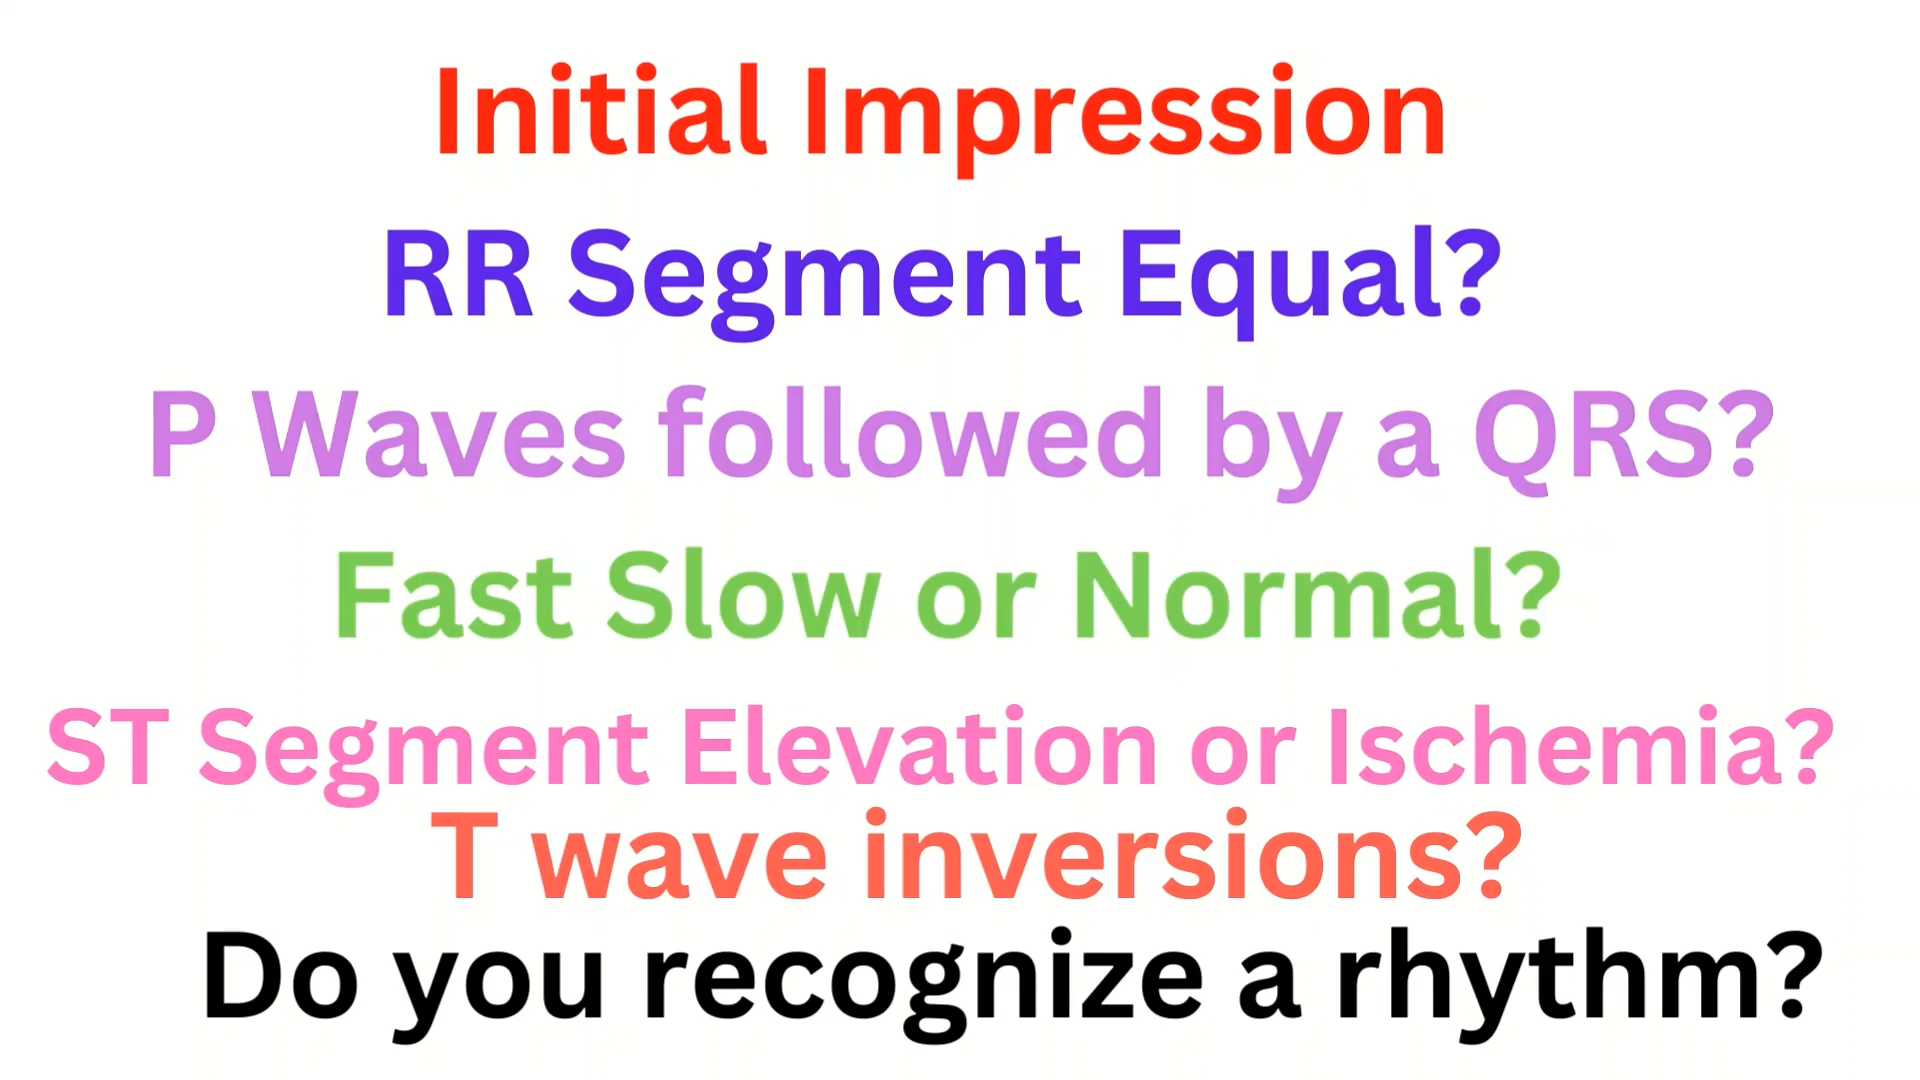 Initial Impression
RR Segment Equal?
P Waves followed by a QRS?
Fast Slow or Normal?
ST Segment Elevation or Ischemia?
T wave inversions?
Do you recognize a rhythm?